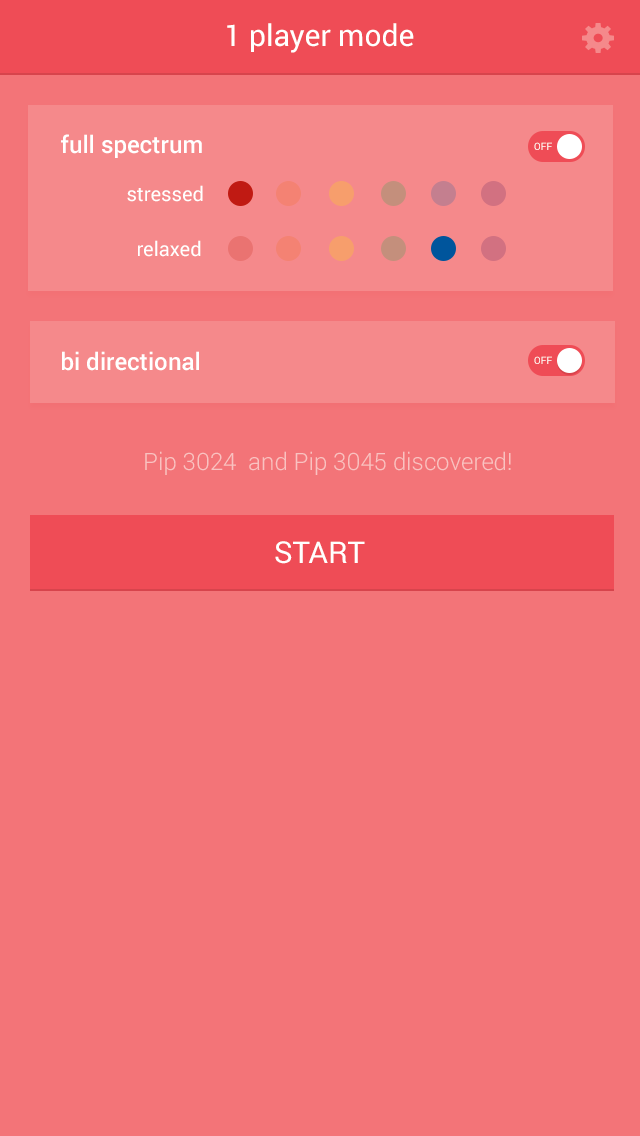 1 player mode
full spectrum
OFF
stressed
relaxed
bi directional
OFF
Pip 3024  and Pip 3045 discovered!
START